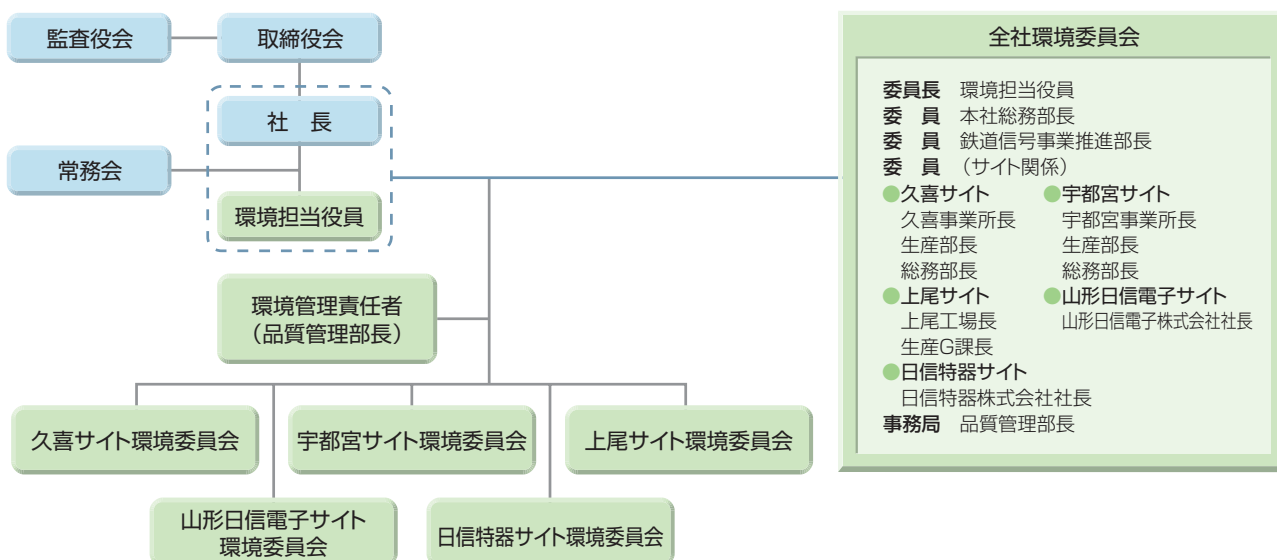 監査役会
取締役会
社　長
常務会
環境担当役員
環境管理責任者
（品質管理部長）
久喜サイト環境委員会
宇都宮サイト環境委員会
上尾サイト環境委員会
山形日信電子サイト
環境委員会
日信特器サイト環境委員会
全社環境委員会
委員長　環境担当役員
委　員　本社総務部長
委　員　鉄道信号事業推進部長
委　員　（サイト関係）
●久喜サイト
久喜事業所長
生産部長
総務部長
●宇都宮サイト
宇都宮事業所長
生産部長
総務部長
●上尾サイト
上尾工場長
生産G課長
●山形日信電子サイト
山形日信電子株式会社社長
●日信特器サイト
日信特器株式会社社長
事務局　品質管理部長